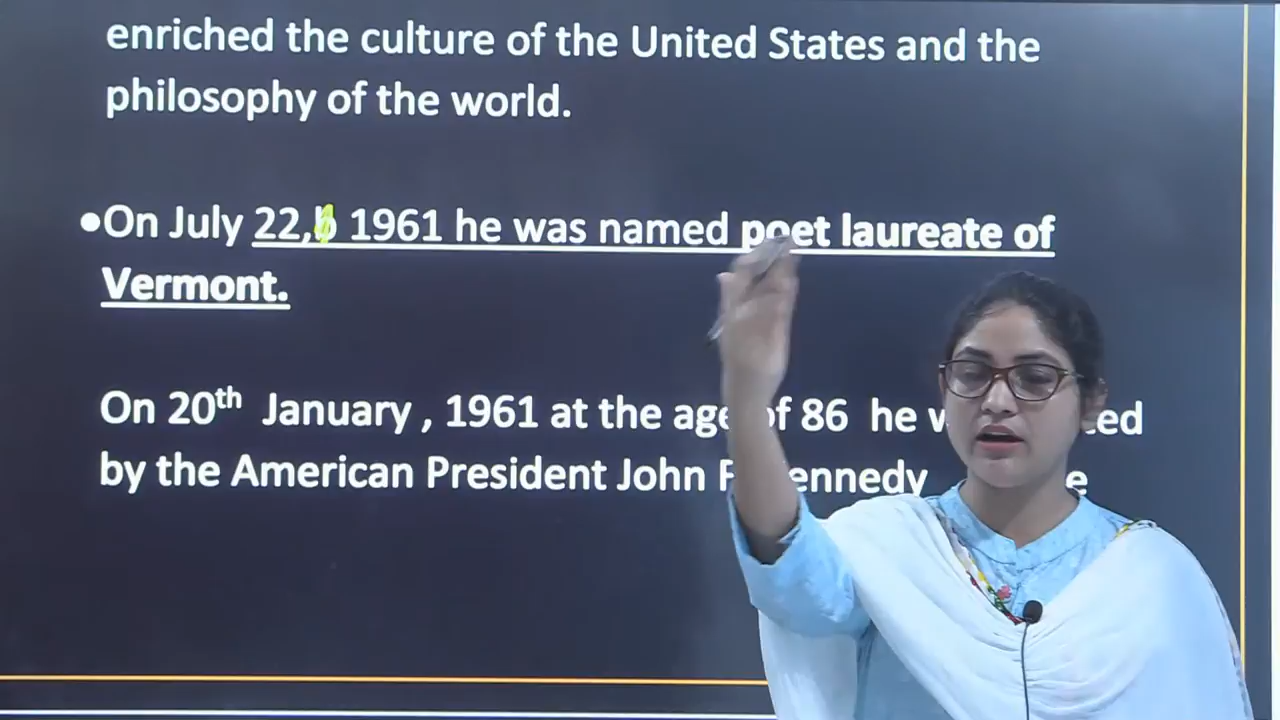 enriched the culture of the United States and the
philosophy of the world.
•On July 22, 1961 he was named poet laureate of
Vermont.
On 20th January , 1961 at the age of 86 he
by the American President John